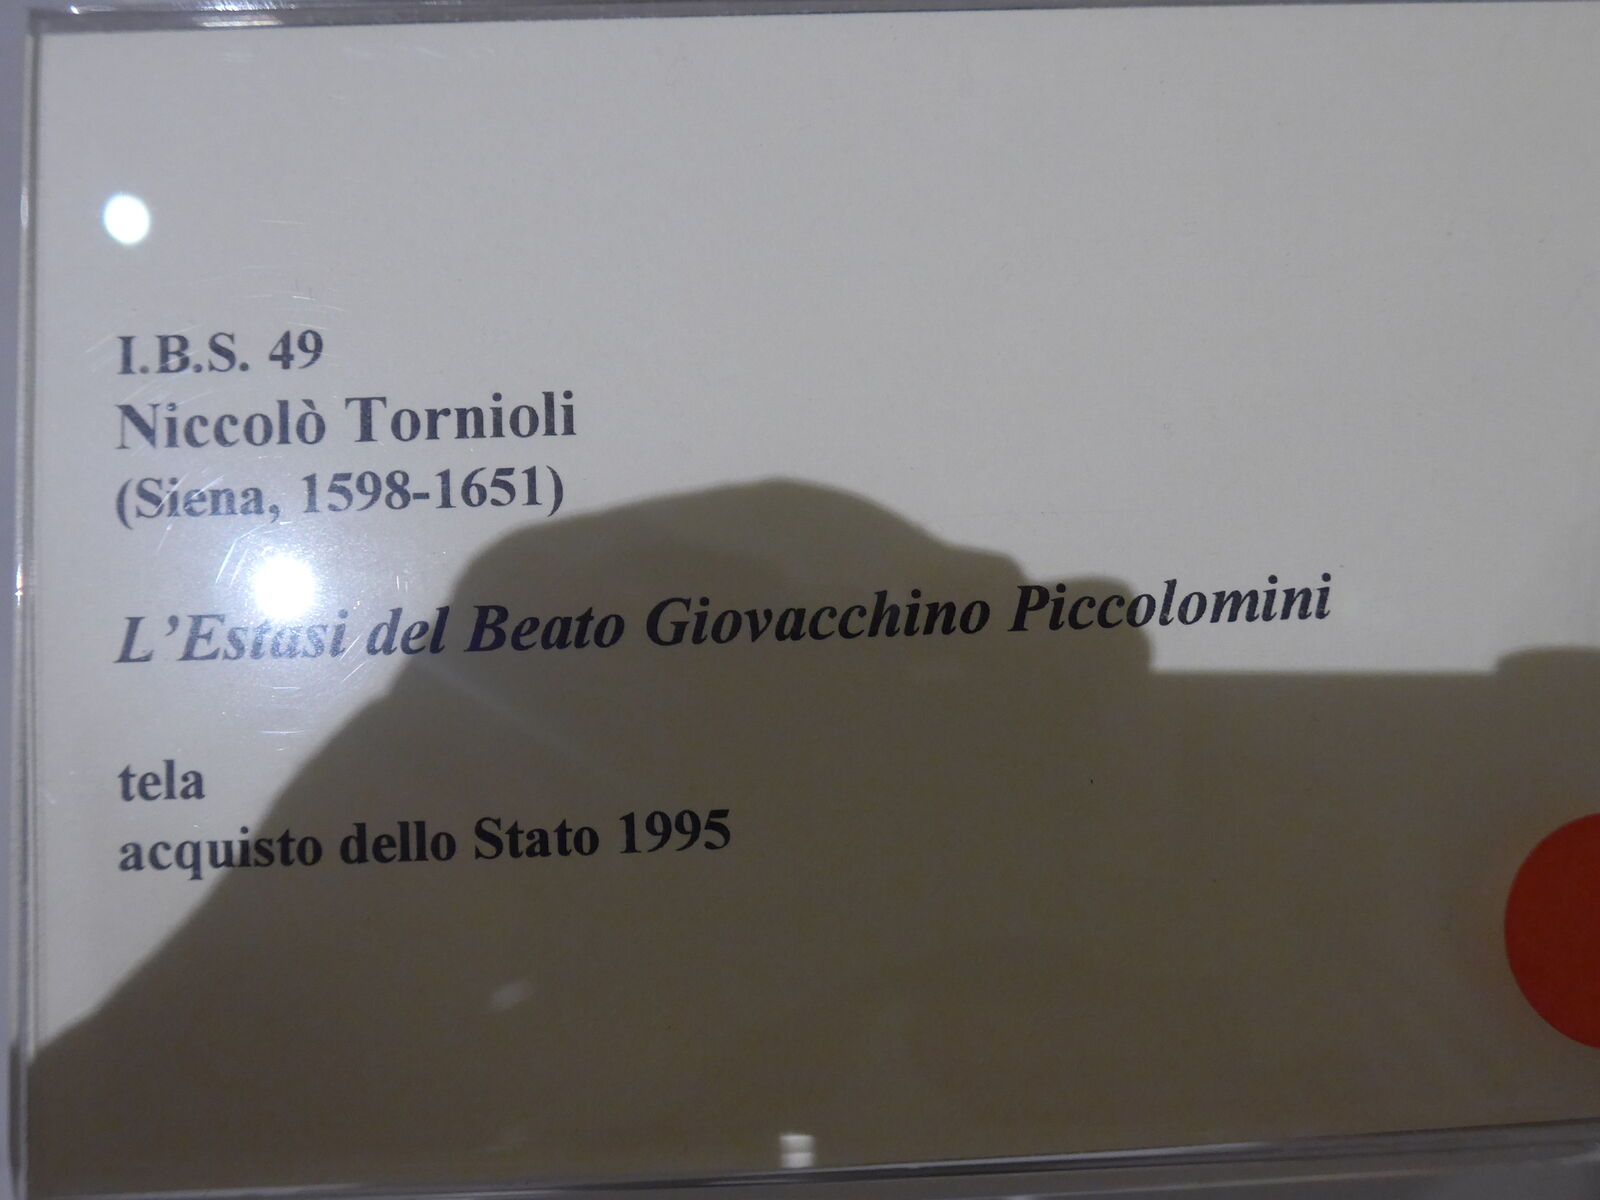 I.B.S. 49
Niccolò Tornioli
(Siena, 1598-1651)
L'Estasi del Beato Giovacchino Piccolomini
tela
acquisto dello Stato 1995